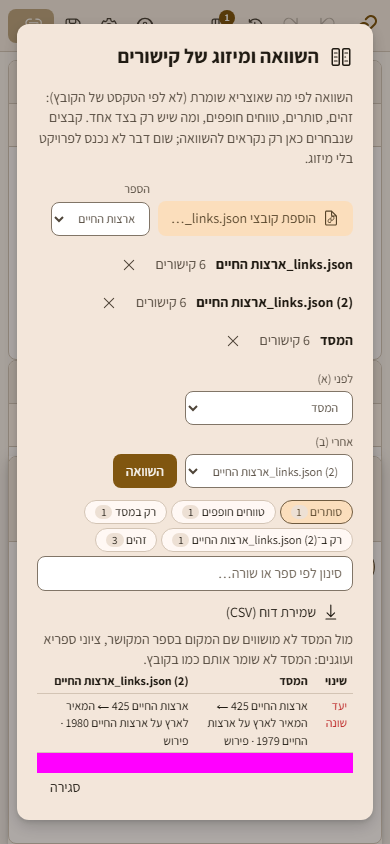 1
השוואה ומיזוג של קישורים
השוואה לפי מה שאוצריא שומרת (לא לפי הטקסט של הקובץ):
זהים, סותרים, טווחים חופפים, ומה שיש רק בצד אחד. קבצים
שנבחרים כאן רק נקראים להשוואה; שום דבר לא נכנס לפרויקט
בלי מיזוג.
הספר
הוספת קובצי links.json_...
ארצות החיים
ארצות החיים_links.json 6 קישורים
ארצות החיים_links.json (2) 6 קישורים
המסד 6 קישורים
לפני (א)
המסד
אחרי (ב)
ארצות החיים_links.json (2)
השוואה
סותרים 1
טווחים חופפים 1
רק במסד 1
רק ב־ארצות החיים_links.json (2) 1
זהים 3
סינון לפי ספר או שורה...
שמירת דוח (CSV)
מול המסד לא מושווים שם המקום בספר המקושר, ציוני ספריא
ועוגנים: המסד לא שומר אותם כמו בקובץ.
שינוי המסד ארצות החיים_links.json (2)
יעד שונה
ארצות החיים 425 ← המאיר לארץ על ארצות החיים 1979 · פירוש
ארצות החיים 425 ← המאיר לארץ על ארצות החיים 1980 · פירוש
סגירה